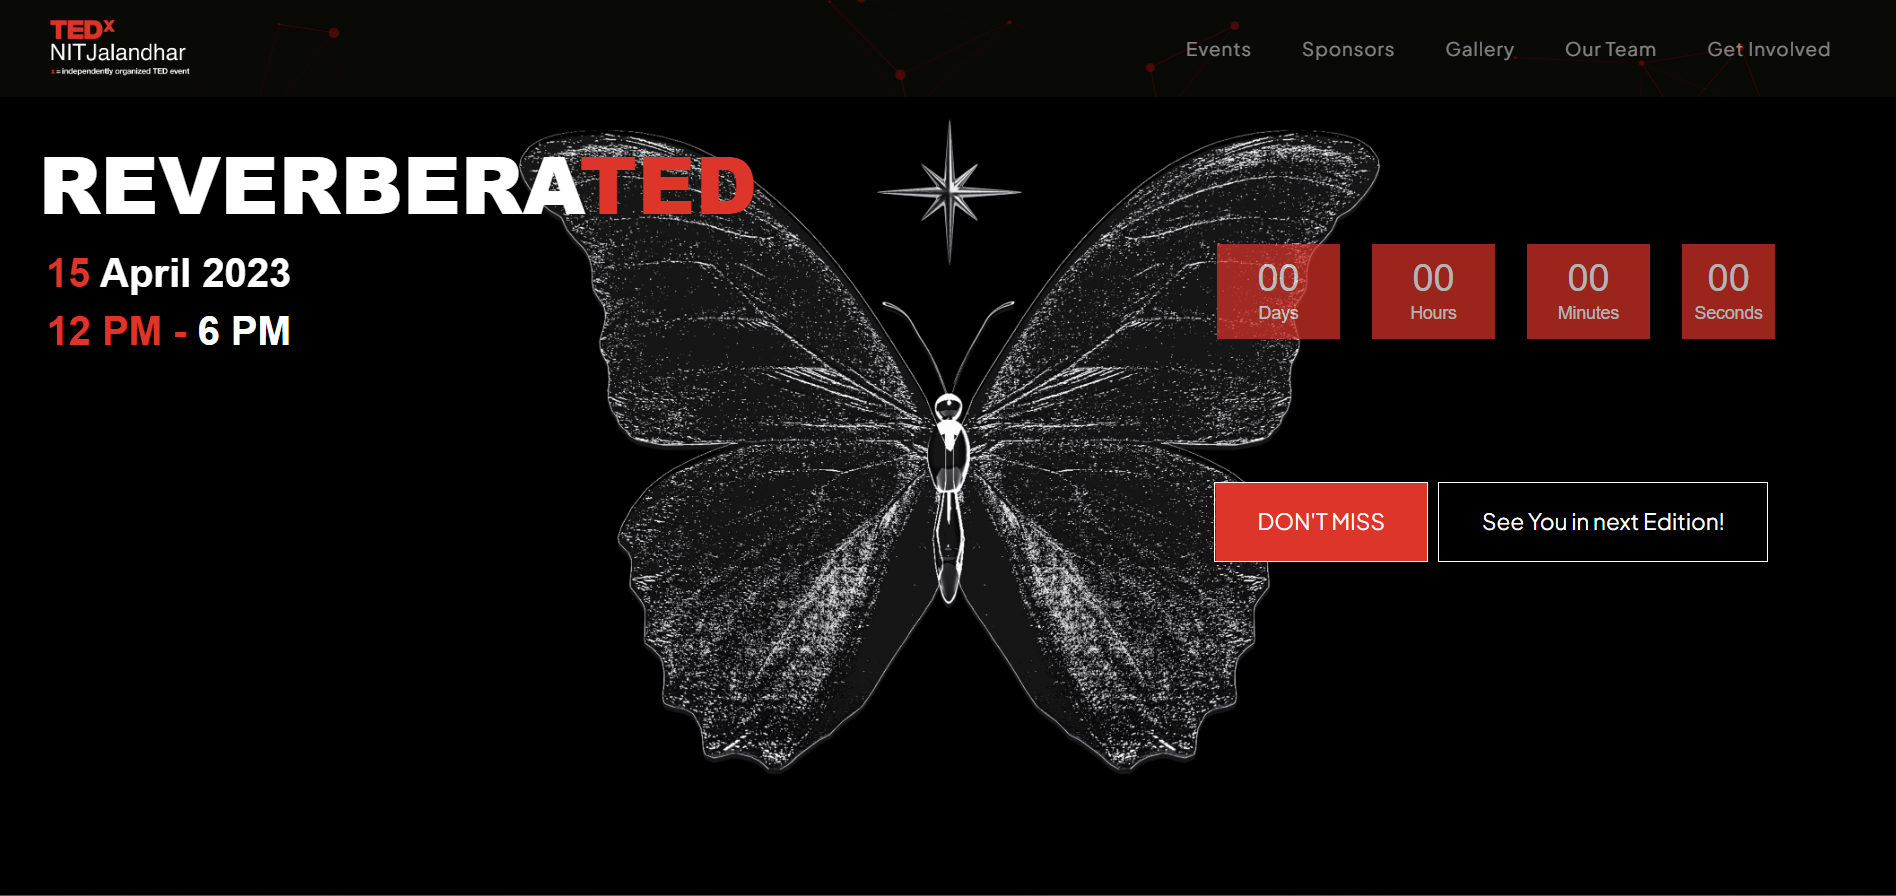 TEDx
NITJalandhar
x = independently organized TED event
Events Sponsors Gallery Our Team Get Involved
REVERBERATED
15 April 2023
12 PM - 6 PM
00 00 00 00
Days Hours Minutes Seconds
DON'T MISS See You in next Edition!